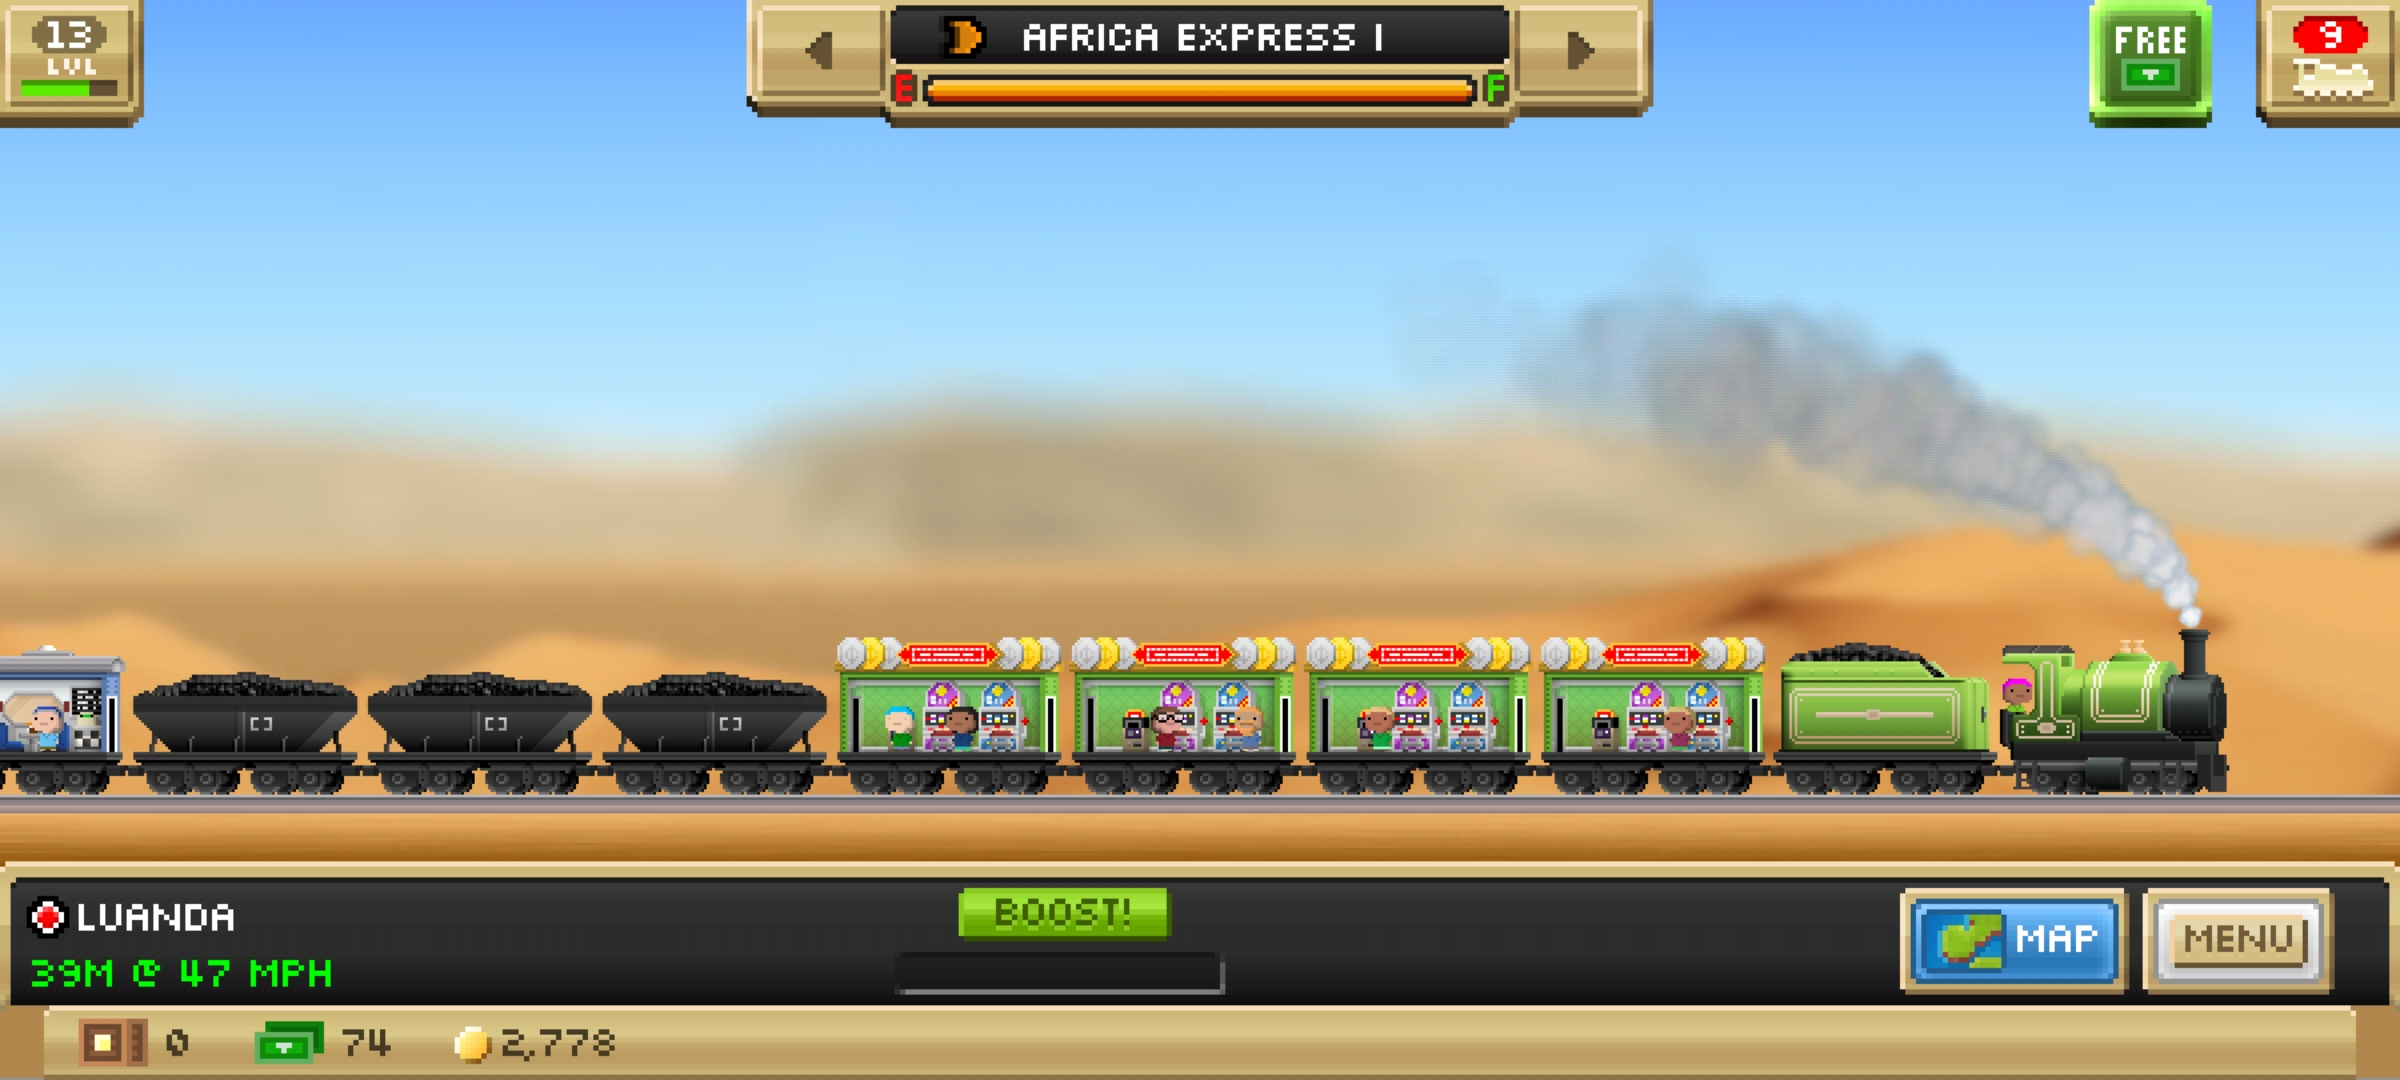 13
LVL
AFRICA EXPRESS I
E F
FREE
9
LUANDA
39M @ 47 MPH
BOOST!
MAP
MENU
0
74
2,778